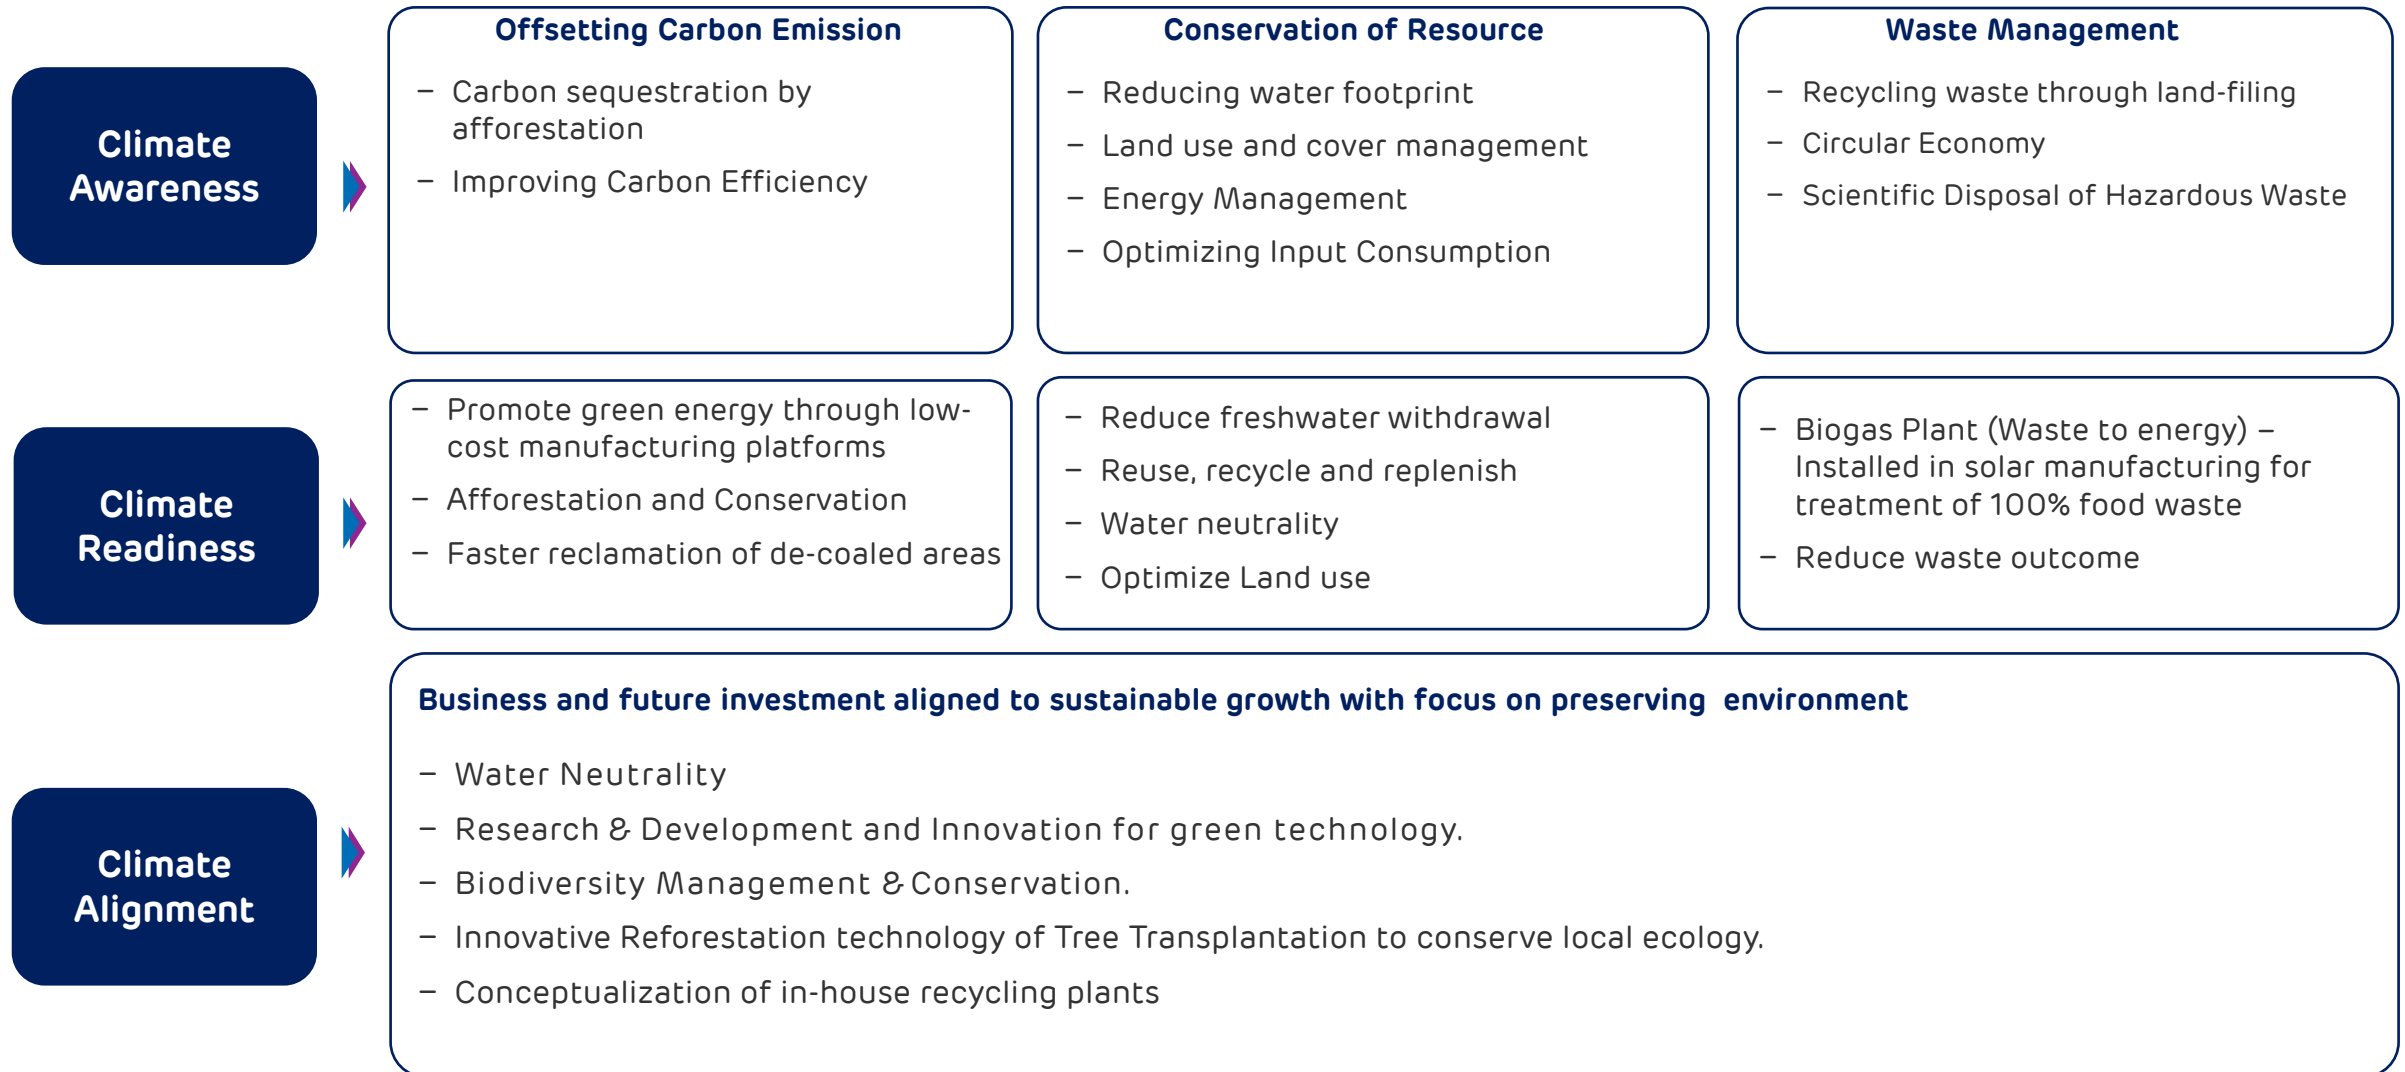 Climate
Awareness
Offsetting Carbon Emission
– Carbon sequestration by
afforestation
– Improving Carbon Efficiency
Conservation of Resource
– Reducing water footprint
– Land use and cover management
– Energy Management
– Optimizing Input Consumption
Waste Management
– Recycling waste through land-filing
– Circular Economy
– Scientific Disposal of Hazardous Waste
Climate
Readiness
– Promote green energy through low-
cost manufacturing platforms
– Afforestation and Conservation
– Faster reclamation of de-coaled areas
– Reduce freshwater withdrawal
– Reuse, recycle and replenish
– Water neutrality
– Optimize Land use
– Biogas Plant (Waste to energy) –
Installed in solar manufacturing for
treatment of 100% food waste
– Reduce waste outcome
Climate
Alignment
Business and future investment aligned to sustainable growth with focus on preserving environment
– Water Neutrality
– Research & Development and Innovation for green technology.
– Biodiversity Management & Conservation.
– Innovative Reforestation technology of Tree Transplantation to conserve local ecology.
– Conceptualization of in-house recycling plants